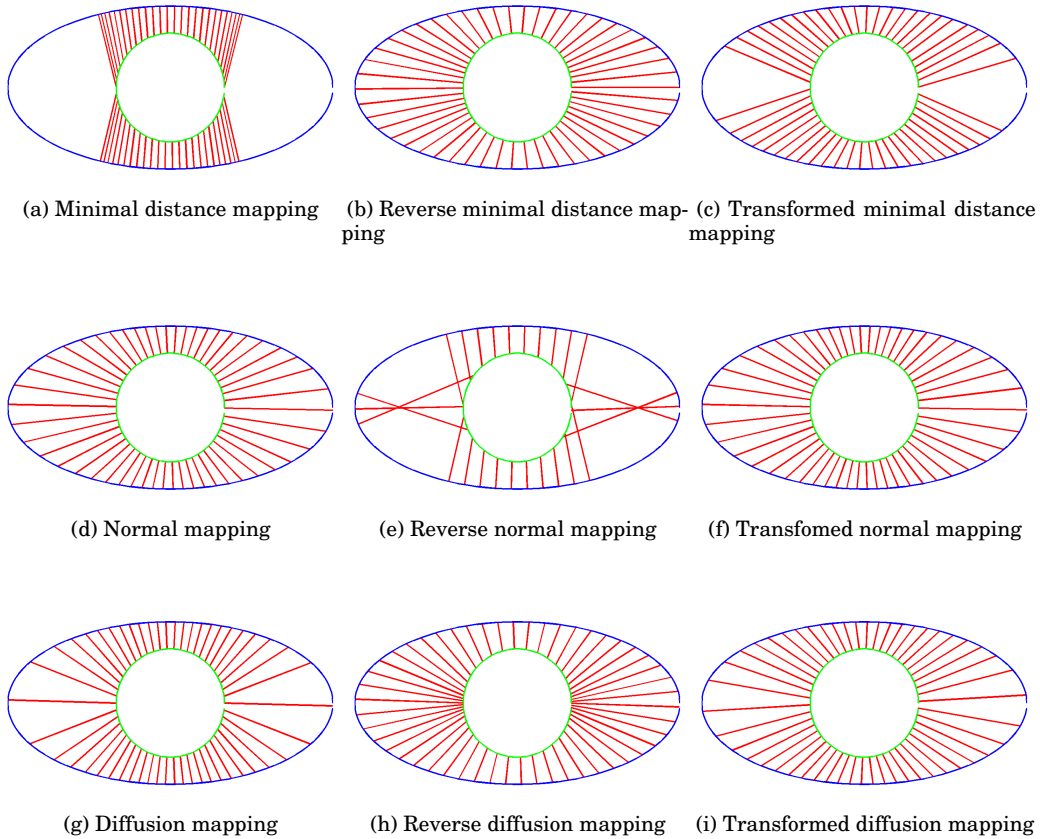 (a) Minimal distance mapping
(b) Reverse minimal distance map-
ping
(c) Transformed minimal distance
mapping
(d) Normal mapping
(e) Reverse normal mapping
(f) Transfomed normal mapping
(g) Diffusion mapping
(h) Reverse diffusion mapping
(i) Transformed diffusion mapping